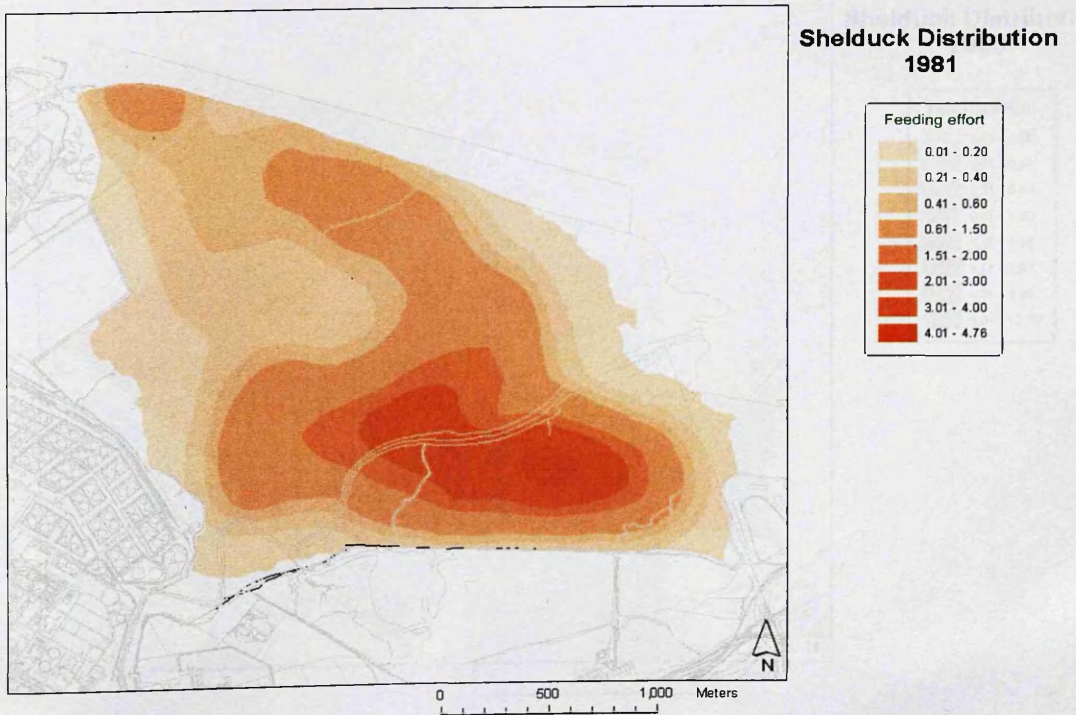 Shelduck Distribution
1981
Feeding effort
0.01 - 0.20
0.21 - 0.40
0.41 - 0.60
0.61 - 1.50
1.51 - 2.00
2.01 - 3.00
3.01 - 4.00
4.01 - 4.76
N
0 500 1,000 Meters